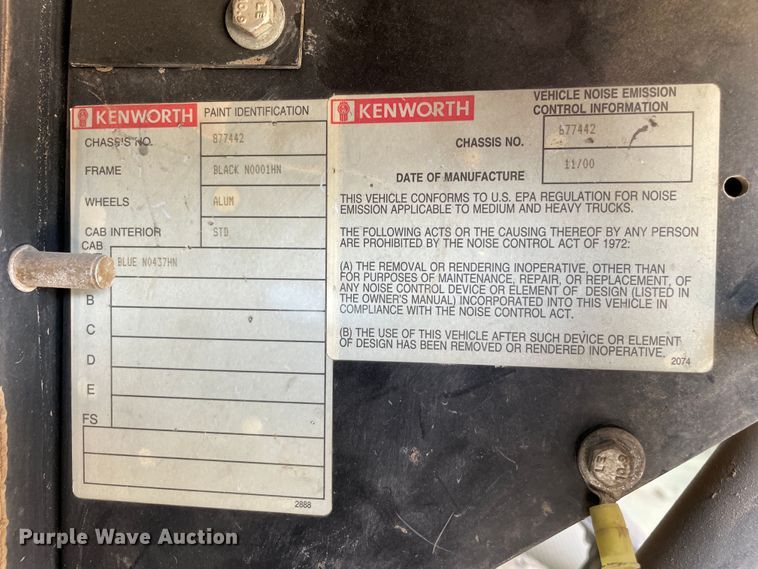 KENWORTH PAINT IDENTIFICATION
CHASSIS NO. 877442
FRAME BLACK N0001HN
WHEELS ALUM
CAB INTERIOR STD
CAB
BLUE N0437HN
B
C
D
E
FS
2888
KENWORTH
VEHICLE NOISE EMISSION
CONTROL INFORMATION
CHASSIS NO. 877442
DATE OF MANUFACTURE 11/00
THIS VEHICLE CONFORMS TO U.S. EPA REGULATION FOR NOISE
EMISSION APPLICABLE TO MEDIUM AND HEAVY TRUCKS.
THE FOLLOWING ACTS OR THE CAUSING THEREOF BY ANY PERSON
ARE PROHIBITED BY THE NOISE CONTROL ACT OF 1972:
(A) THE REMOVAL OR RENDERING INOPERATIVE, OTHER THAN
FOR PURPOSES OF MAINTENANCE, REPAIR, OR REPLACEMENT, OF
ANY NOISE CONTROL DEVICE OR ELEMENT OF DESIGN (LISTED IN
THE OWNER'S MANUAL) INCORPORATED INTO THIS VEHICLE IN
COMPLIANCE WITH THE NOISE CONTROL ACT.
(B) THE USE OF THIS VEHICLE AFTER SUCH DEVICE OR ELEMENT
OF DESIGN HAS BEEN REMOVED OR RENDERED INOPERATIVE.
2074
Purple Wave Auction